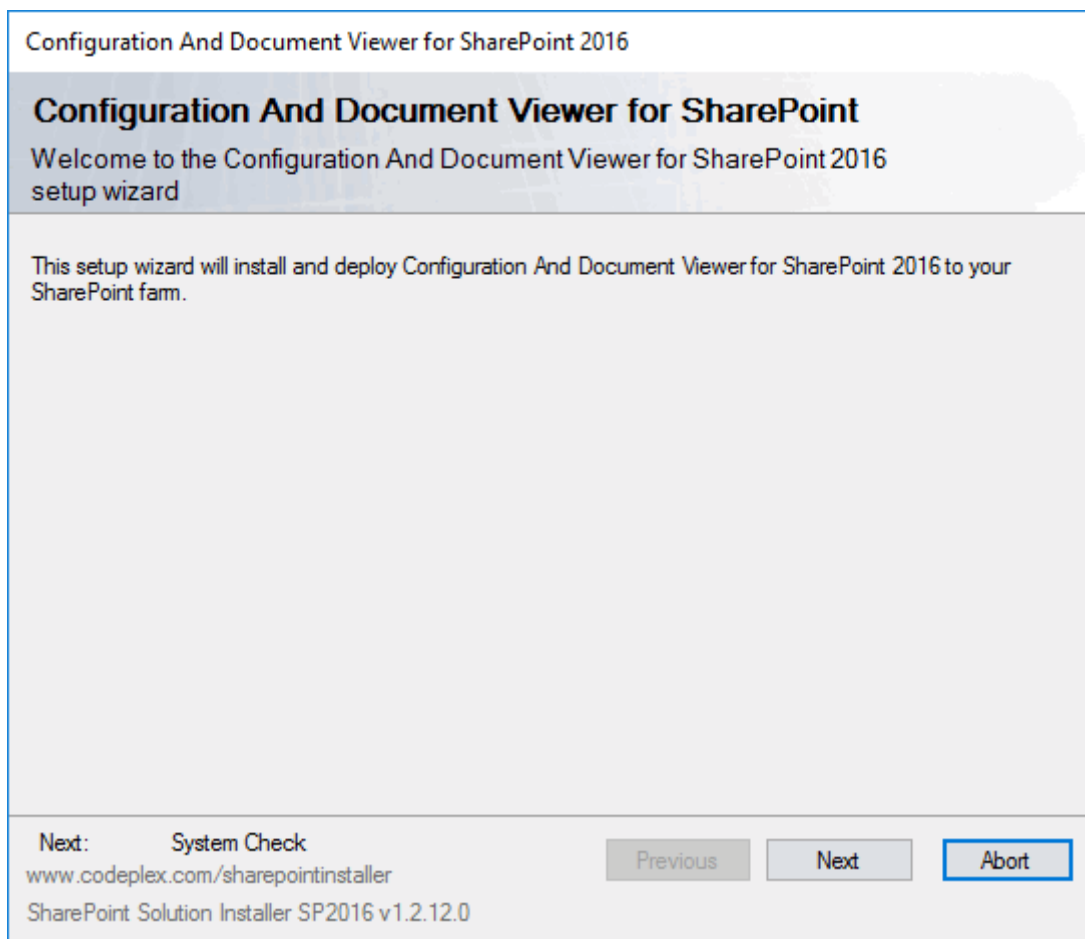 Configuration And Document Viewer for SharePoint 2016
Configuration And Document Viewer for SharePoint
Welcome to the Configuration And Document Viewer for SharePoint 2016
setup wizard
This setup wizard will install and deploy Configuration And Document Viewer for SharePoint 2016 to your
SharePoint farm.
Next: System Check
www.codeplex.com/sharepointinstaller
SharePoint Solution Installer SP2016 v1.2.12.0
Previous Next Abort